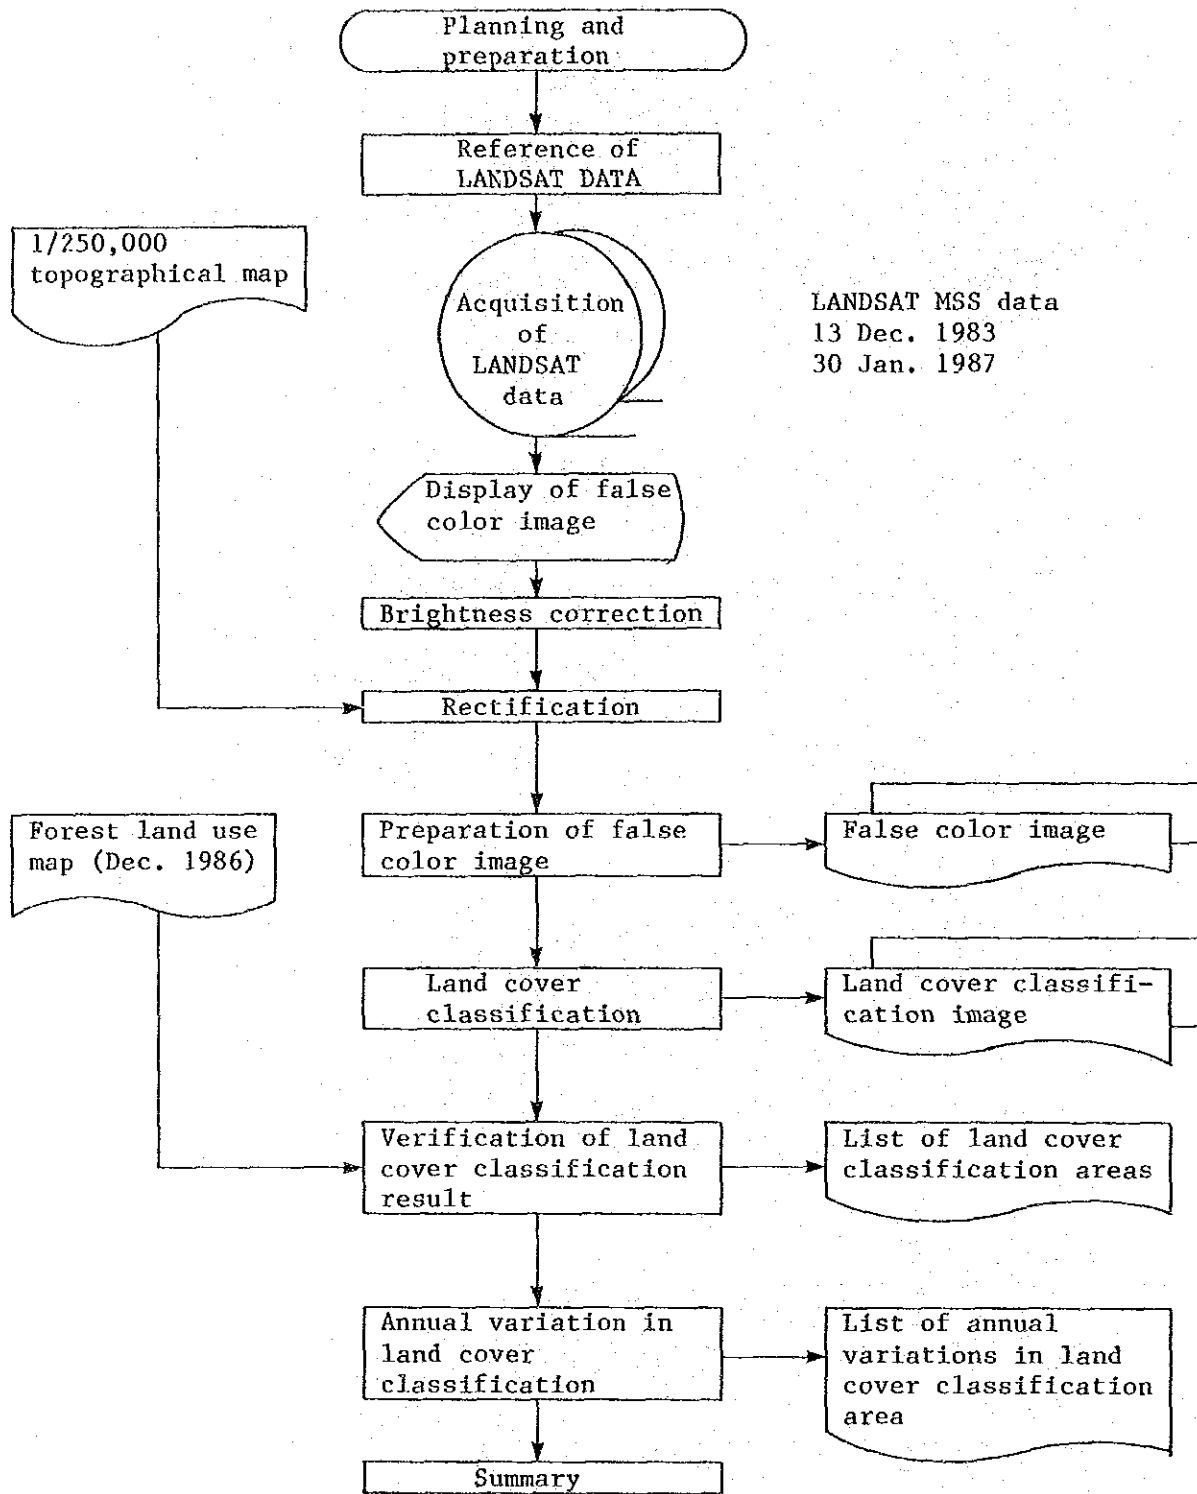 Planning and
preparation
Reference of
LANDSAT DATA
1/250,000
topographical map
Acquisition
of
LANDSAT
data
LANDSAT MSS data
13 Dec. 1983
30 Jan. 1987
Display of false
color image
Brightness correction
Rectification
Forest land use
map (Dec. 1986)
Preparation of false
color image
False color image
Land cover
classification
Land cover classifi-
cation image
Verification of land
cover classification
result
List of land cover
classification areas
Annual variation in
land cover
classification
List of annual
variations in land
cover classification
area
Summary